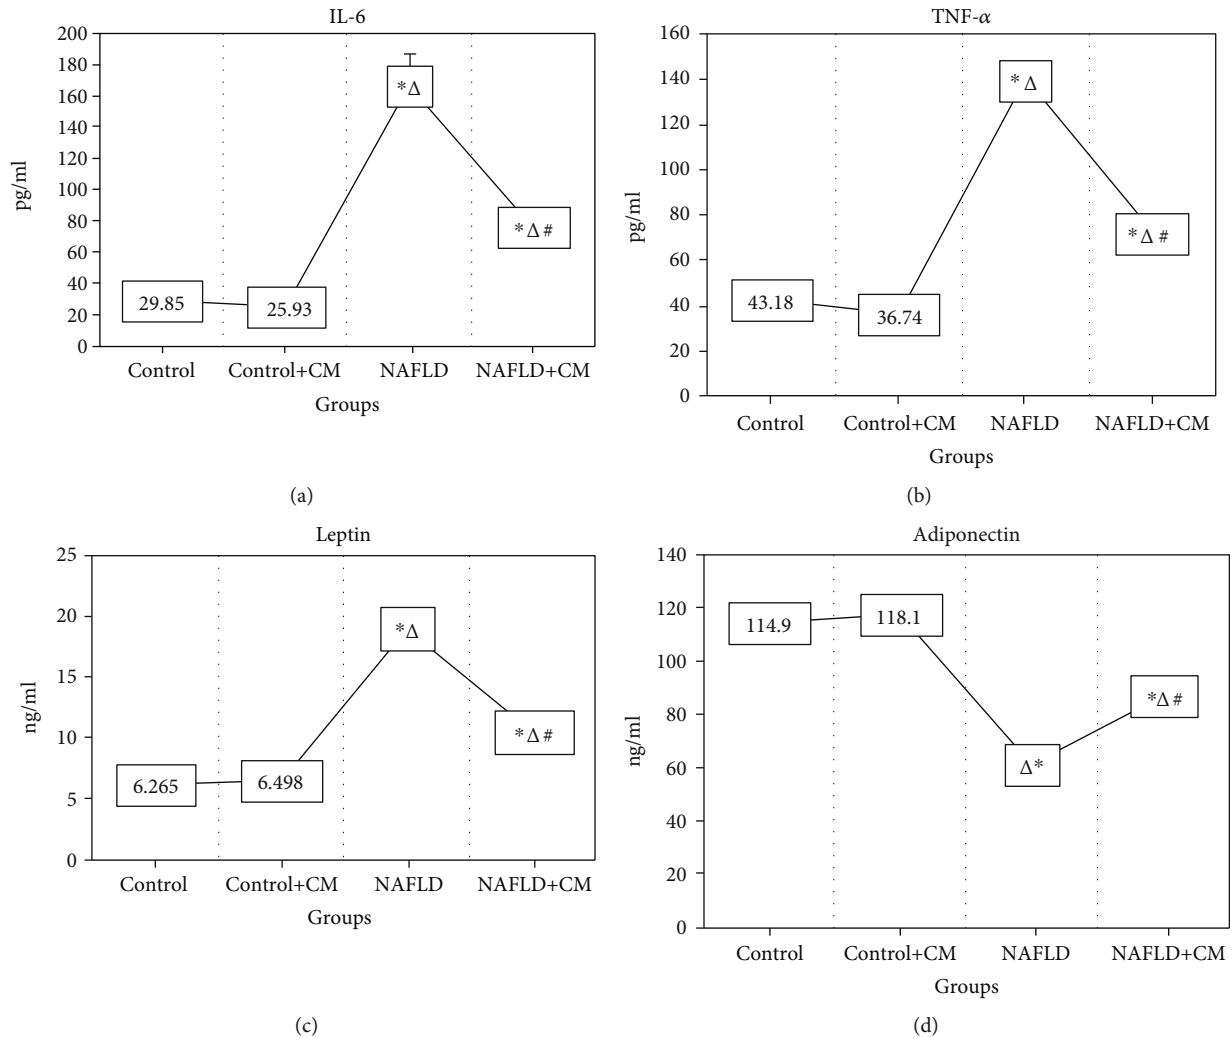 IL-6
200
180
160
140
120
100
80
60
40
20
0
pg/ml
29.85
25.93
*Δ
*Δ#
Control Control+CM NAFLD NAFLD+CM
Groups
(a)
TNF-α
160
140
120
100
80
60
40
20
0
pg/ml
43.18
36.74
*Δ
*Δ#
Control Control+CM NAFLD NAFLD+CM
Groups
(b)
Leptin
25
20
15
10
5
0
ng/ml
6.265
6.498
*Δ
*Δ#
Control Control+CM NAFLD NAFLD+CM
Groups
(c)
Adiponectin
140
120
100
80
60
40
20
0
ng/ml
114.9
118.1
Δ*
*Δ#
Control Control+CM NAFLD NAFLD+CM
Groups
(d)